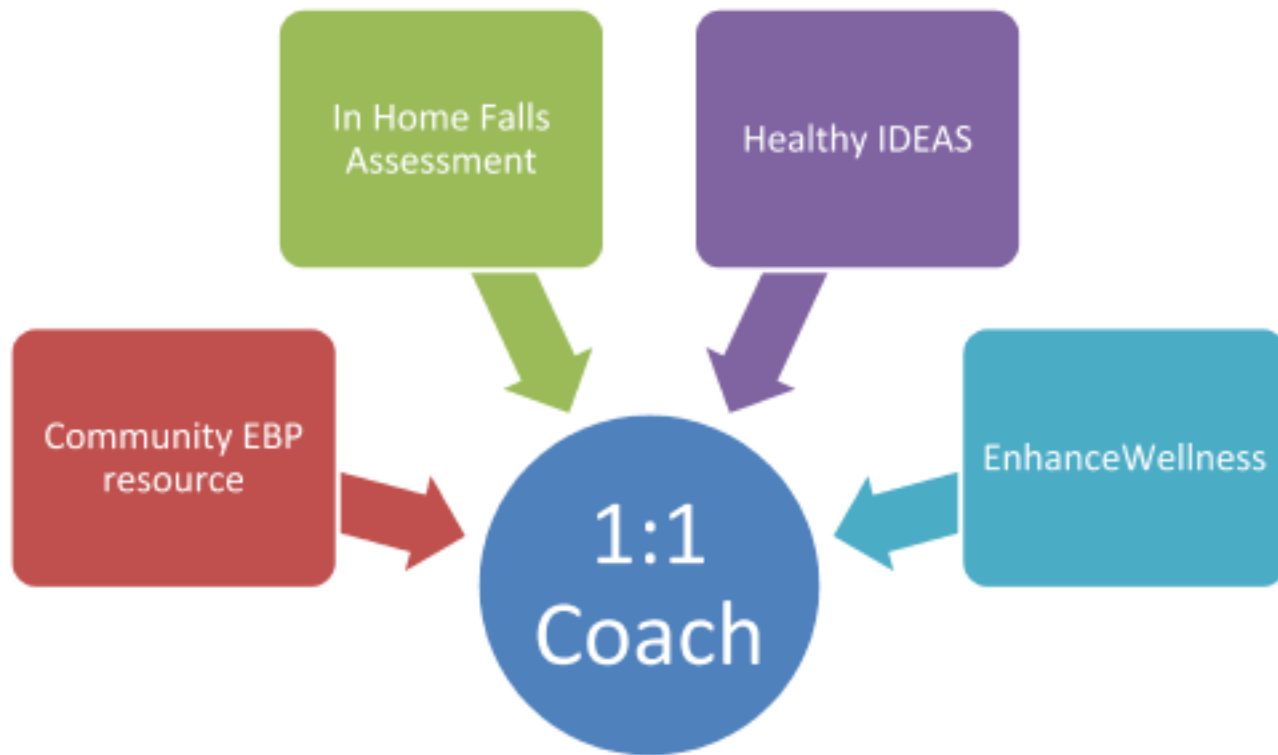 In Home Falls
Assessment
Healthy IDEAS
Community EBP
resource
EnhanceWellness
1:1
Coach